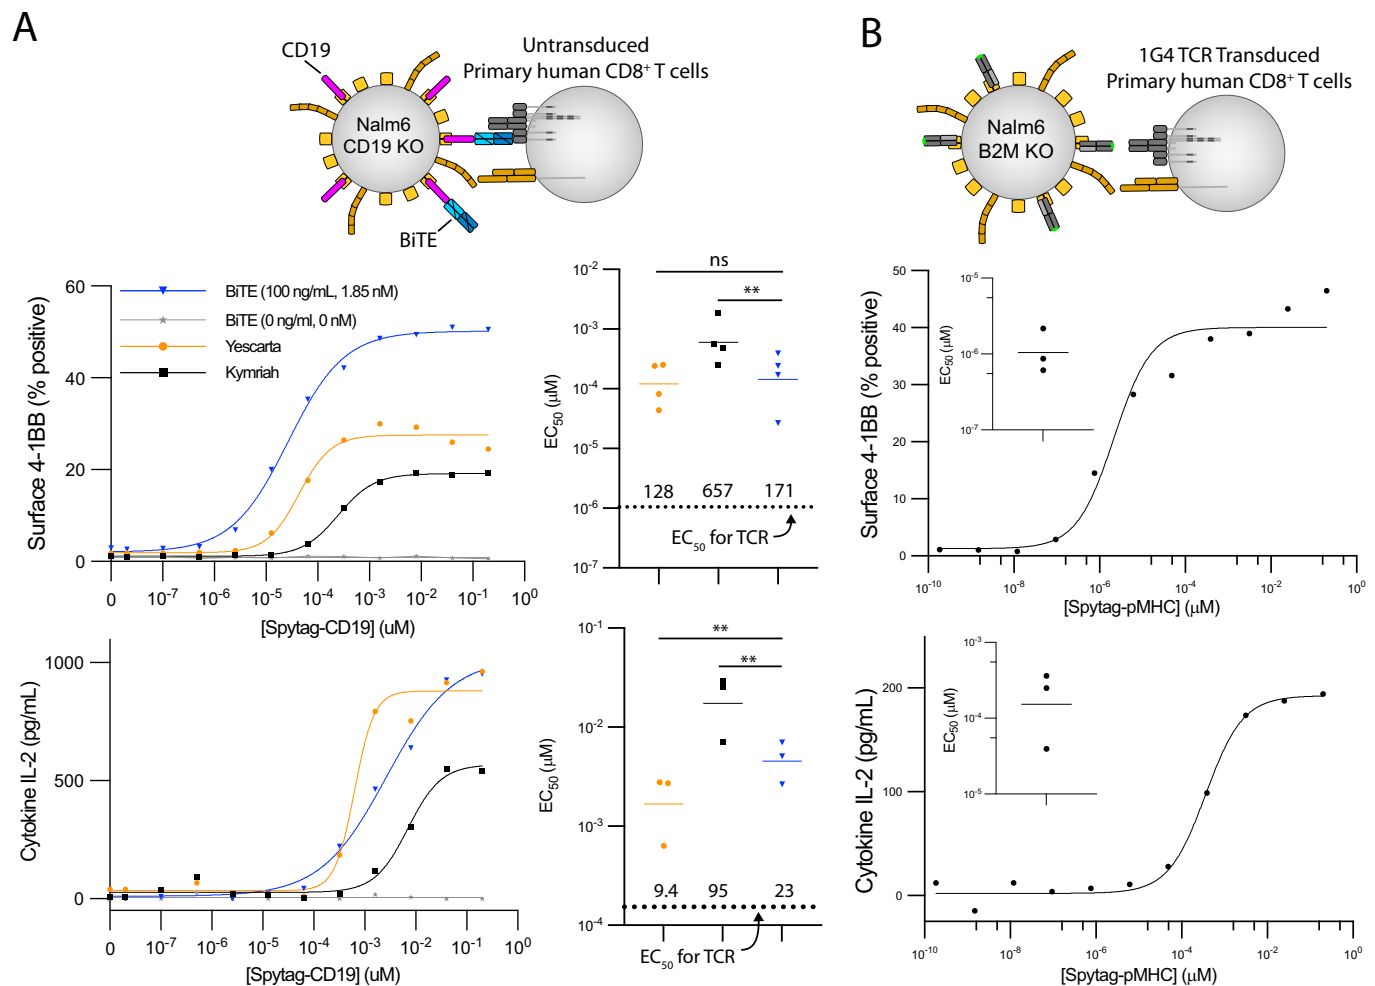 A
CD19
Untransduced
Primary human CD8⁺ T cells
Nalm6
CD19 KO
BiTE
B
1G4 TCR Transduced
Primary human CD8⁺ T cells
Nalm6
B2M KO
Surface 4-1BB (% positive)
60
40
20
0
BiTE (100 ng/mL, 1.85 nM)
BiTE (0 ng/ml, 0 nM)
Yescarta
Kymriah
0 10⁻⁷ 10⁻⁶ 10⁻⁵ 10⁻⁴ 10⁻³ 10⁻² 10⁻¹ 10⁰
[Spytag-CD19] (uM)
EC₅₀ (µM)
10⁻²
10⁻³
10⁻⁴
10⁻⁵
10⁻⁶
10⁻⁷
ns
**
128 657 171
EC₅₀ for TCR
Surface 4-1BB (% positive)
50
40
30
20
10
0
EC₅₀ (µM)
10⁻⁵
10⁻⁶
10⁻⁷
10⁻¹⁰ 10⁻⁸ 10⁻⁶ 10⁻⁴ 10⁻² 10⁰
[Spytag-pMHC] (µM)
Cytokine IL-2 (pg/mL)
1000
500
0
0 10⁻⁷ 10⁻⁶ 10⁻⁵ 10⁻⁴ 10⁻³ 10⁻² 10⁻¹ 10⁰
[Spytag-CD19] (uM)
EC₅₀ (µM)
10⁻¹
10⁻²
10⁻³
10⁻⁴
**
**
9.4 95 23
EC₅₀ for TCR
Cytokine IL-2 (pg/mL)
200
100
0
EC₅₀ (µM)
10⁻³
10⁻⁴
10⁻⁵
10⁻¹⁰ 10⁻⁸ 10⁻⁶ 10⁻⁴ 10⁻² 10⁰
[Spytag-pMHC] (µM)